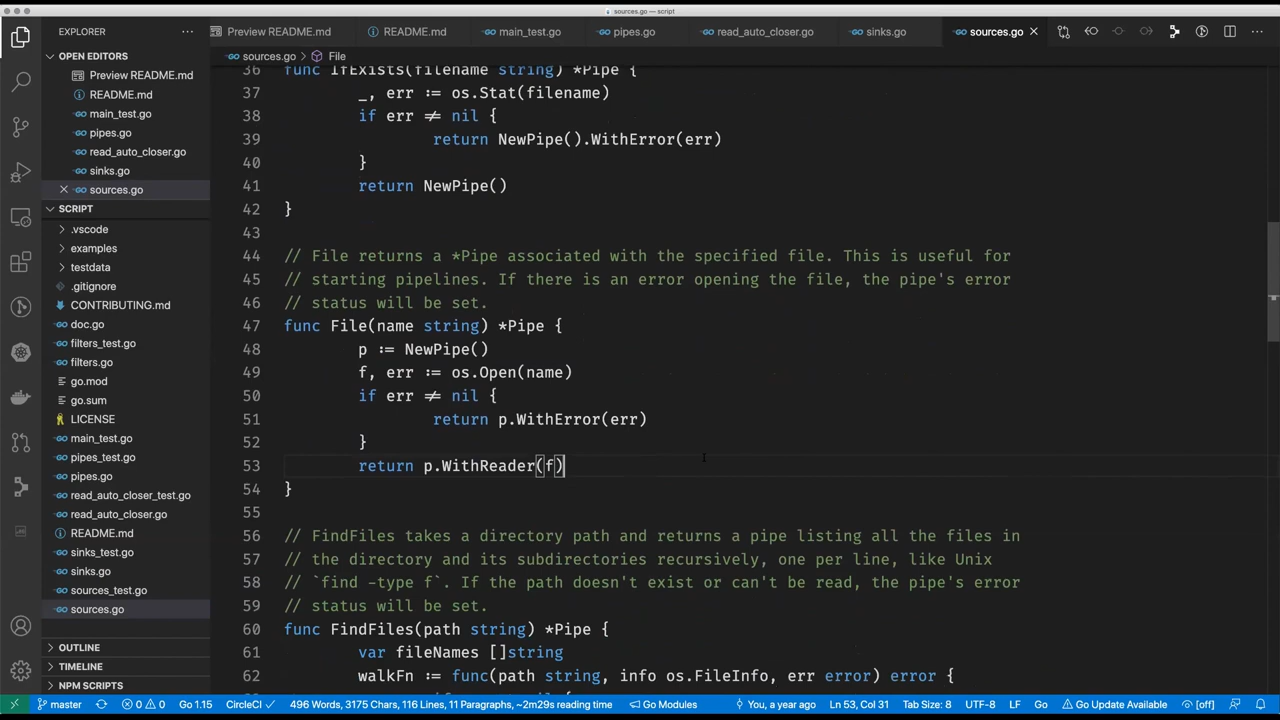 sources.go — script
EXPLORER
Preview README.md
README.md
main_test.go
pipes.go
read_auto_closer.go
sinks.go
sources.go
OPEN EDITORS
Preview README.md
README.md
main_test.go
pipes.go
read_auto_closer.go
sinks.go
sources.go
SCRIPT
.vscode
examples
testdata
.gitignore
CONTRIBUTING.md
doc.go
filters_test.go
filters.go
go.mod
go.sum
LICENSE
main_test.go
pipes_test.go
pipes.go
read_auto_closer_test.go
read_auto_closer.go
README.md
sinks_test.go
sinks.go
sources_test.go
sources.go
OUTLINE
TIMELINE
NPM SCRIPTS
sources.go > File
36 func IfExists(filename string) *Pipe {
37 _, err := os.Stat(filename)
38 if err ≠ nil {
39 return NewPipe().WithError(err)
40 }
41 return NewPipe()
42 }
43
44 // File returns a *Pipe associated with the specified file. This is useful for
45 // starting pipelines. If there is an error opening the file, the pipe's error
46 // status will be set.
47 func File(name string) *Pipe {
48 p := NewPipe()
49 f, err := os.Open(name)
50 if err ≠ nil {
51 return p.WithError(err)
52 }
53 return p.WithReader(f)
54 }
55
56 // FindFiles takes a directory path and returns a pipe listing all the files in
57 // the directory and its subdirectories recursively, one per line, like Unix
58 // `find -type f`. If the path doesn't exist or can't be read, the pipe's error
59 // status will be set.
60 func FindFiles(path string) *Pipe {
61 var fileNames []string
62 walkFn := func(path string, info os.FileInfo, err error) error {
master 0 0 Go 1.15 CircleCI ✓ 496 Words, 3175 Chars, 116 Lines, 11 Paragraphs, ~2m29s reading time Go Modules You, a year ago Ln 53, Col 31 Tab Size: 8 UTF-8 LF Go Go Update Available [off]